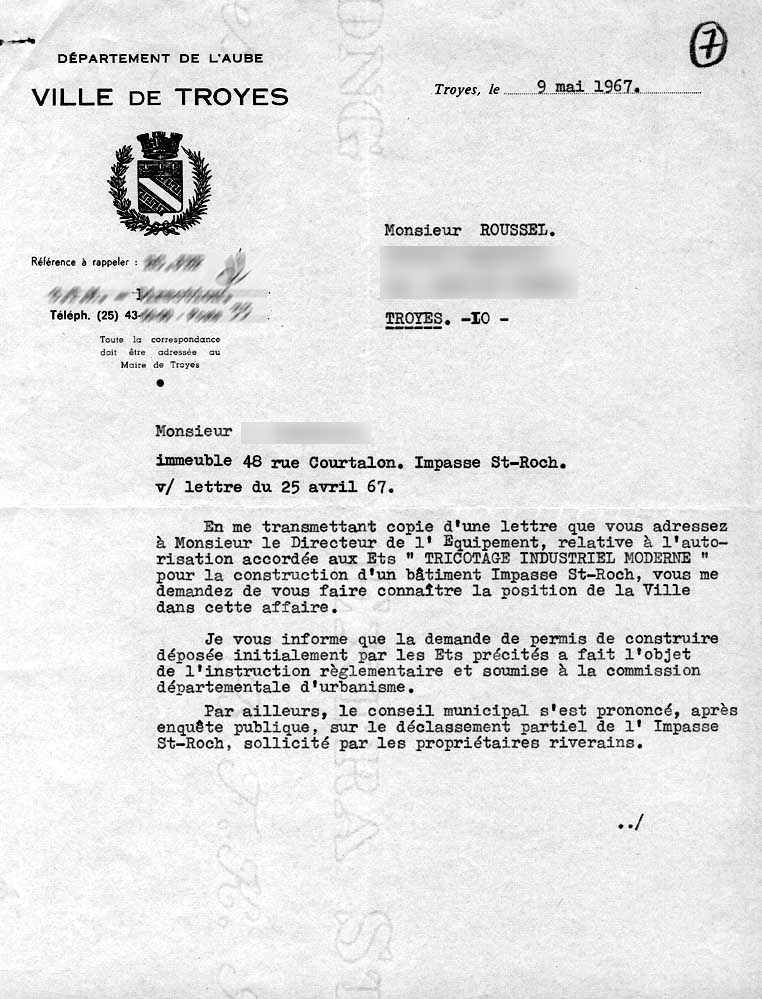 7
DÉPARTEMENT DE L'AUBE
VILLE DE TROYES
Troyes, le 9 mai 1967.
Monsieur ROUSSEL.
TROYES. -IO -
Référence à rappeler :
Téléph. (25) 43-
Toute la correspondance
doit être adressée au
Maire de Troyes
Monsieur
immeuble 48 rue Courtalon. Impasse St-Roch.
v/ lettre du 25 avril 67.
En me transmettant copie d'une lettre que vous adressez
à Monsieur le Directeur de l' Equipement, relative à l'auto-
risation accordée aux Ets " TRICOTAGE INDUSTRIEL MODERNE "
pour la construction d'un bâtiment Impasse St-Roch, vous me
demandez de vous faire connaître la position de la Ville
dans cette affaire.
Je vous informe que la demande de permis de construire
déposée initialement par les Ets précités a fait l'objet
de l'instruction règlementaire et soumise à la commission
départementale d'urbanisme.
Par ailleurs, le conseil municipal s'est prononcé, après
enquête publique, sur le déclassement partiel de l' Impasse
St-Roch, sollicité par les propriétaires riverains.
../